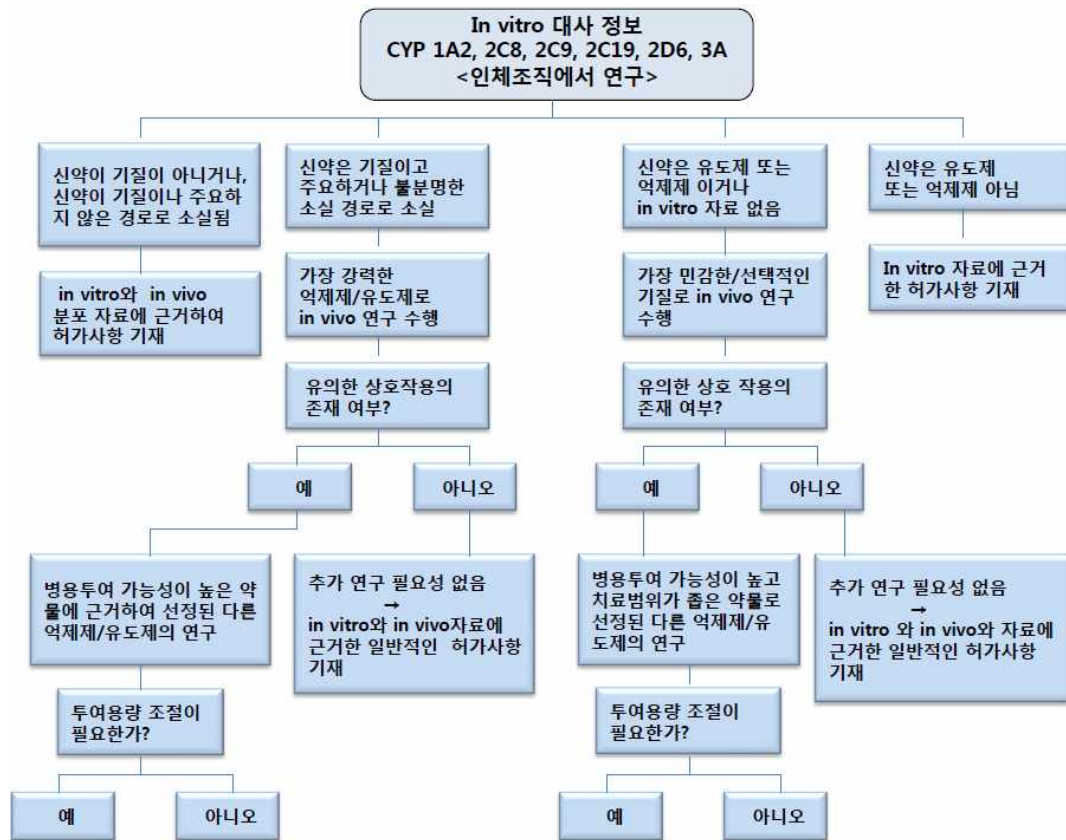 In vitro 대사 정보
CYP 1A2, 2C8, 2C9, 2C19, 2D6, 3A
<인체조직에서 연구>
신약이 기질이 아니거나,
신약이 기질이나 주요하
지 않은 경로로 소실됨
신약은 기질이고
주요하거나 불분명한
소실 경로로 소실
신약은 유도제 또는
억제제 이거나
in vitro 자료 없음
신약은 유도제
또는 억제제 아님
in vitro와 in vivo
분포 자료에 근거하여
허가사항 기재
가장 강력한
억제제/유도제로
in vivo 연구 수행
가장 민감한/선택적인
기질로 in vivo 연구
수행
In vitro 자료에 근거
한 허가사항 기재
유의한 상호작용의
존재 여부?
유의한 상호 작용의
존재 여부?
예
아니오
예
아니오
병용투여 가능성이 높은 약
물에 근거하여 선정된 다른
억제제/유도제의 연구
추가 연구 필요성 없음
→
in vitro와 in vivo자료에
근거한 일반적인 허가사항
기재
병용투여 가능성이 높고
치료범위가 좁은 약물로
선정된 다른 억제제/유
도제의 연구
추가 연구 필요성 없음
→
in vitro 와 in vivo와 자료에
근거한 일반적인 허가사항
기재
투여용량 조절이
필요한가?
투여용량 조절이
필요한가?
예
아니오
예
아니오